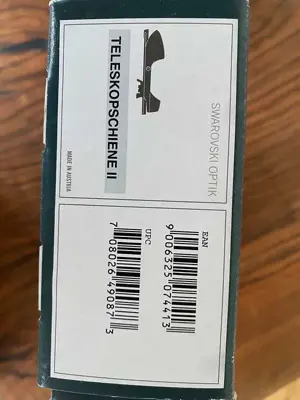 SWAROVSKI OPTIK
TELESKOPSCHIENE II
MADE IN AUSTRIA
EAN
9 006325 074413
UPC
7 08026 49087 3